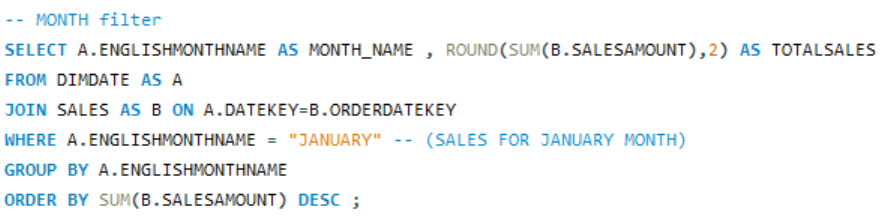 -- MONTH filter
SELECT A.ENGLISHMONTHNAME AS MONTH_NAME , ROUND(SUM(B.SALESAMOUNT),2) AS TOTALSALES
FROM DIMDATE AS A
JOIN SALES AS B ON A.DATEKEY=B.ORDERDATEKEY
WHERE A.ENGLISHMONTHNAME = "JANUARY" -- (SALES FOR JANUARY MONTH)
GROUP BY A.ENGLISHMONTHNAME
ORDER BY SUM(B.SALESAMOUNT) DESC ;